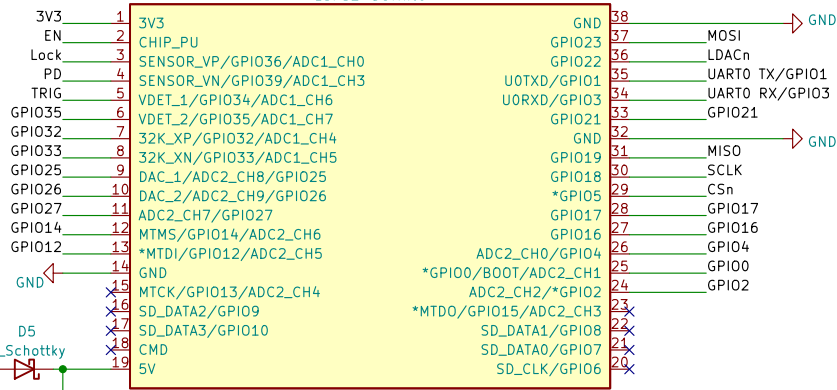 3V3 1 3V3 GND 38 GND
EN 2 CHIP_PU GPIO23 37 MOSI
Lock 3 SENSOR_VP/GPIO36/ADC1_CH0 GPIO22 36 LDACn
PD 4 SENSOR_VN/GPIO39/ADC1_CH3 U0TXD/GPIO1 35 UART0 TX/GPIO1
TRIG 5 VDET_1/GPIO34/ADC1_CH6 U0RXD/GPIO3 34 UART0 RX/GPIO3
GPIO35 6 VDET_2/GPIO35/ADC1_CH7 GPIO21 33 GPIO21
GPIO32 7 32K_XP/GPIO32/ADC1_CH4 GND 32 GND
GPIO33 8 32K_XN/GPIO33/ADC1_CH5 GPIO19 31 MISO
GPIO25 9 DAC_1/ADC2_CH8/GPIO25 GPIO18 30 SCLK
GPIO26 10 DAC_2/ADC2_CH9/GPIO26 *GPIO5 29 CSn
GPIO27 11 ADC2_CH7/GPIO27 GPIO17 28 GPIO17
GPIO14 12 MTMS/GPIO14/ADC2_CH6 GPIO16 27 GPIO16
GPIO12 13 *MTDI/GPIO12/ADC2_CH5 ADC2_CH0/GPIO4 26 GPIO4
GND 14 GND *GPIO0/BOOT/ADC2_CH1 25 GPIO0
15 MTCK/GPIO13/ADC2_CH4 ADC2_CH2/*GPIO2 24 GPIO2
16 SD_DATA2/GPIO9 *MTDO/GPIO15/ADC2_CH3 23
D5 17 SD_DATA3/GPIO10 SD_DATA1/GPIO8 22
_Schottky 18 CMD SD_DATA0/GPIO7 21
19 5V SD_CLK/GPIO6 20